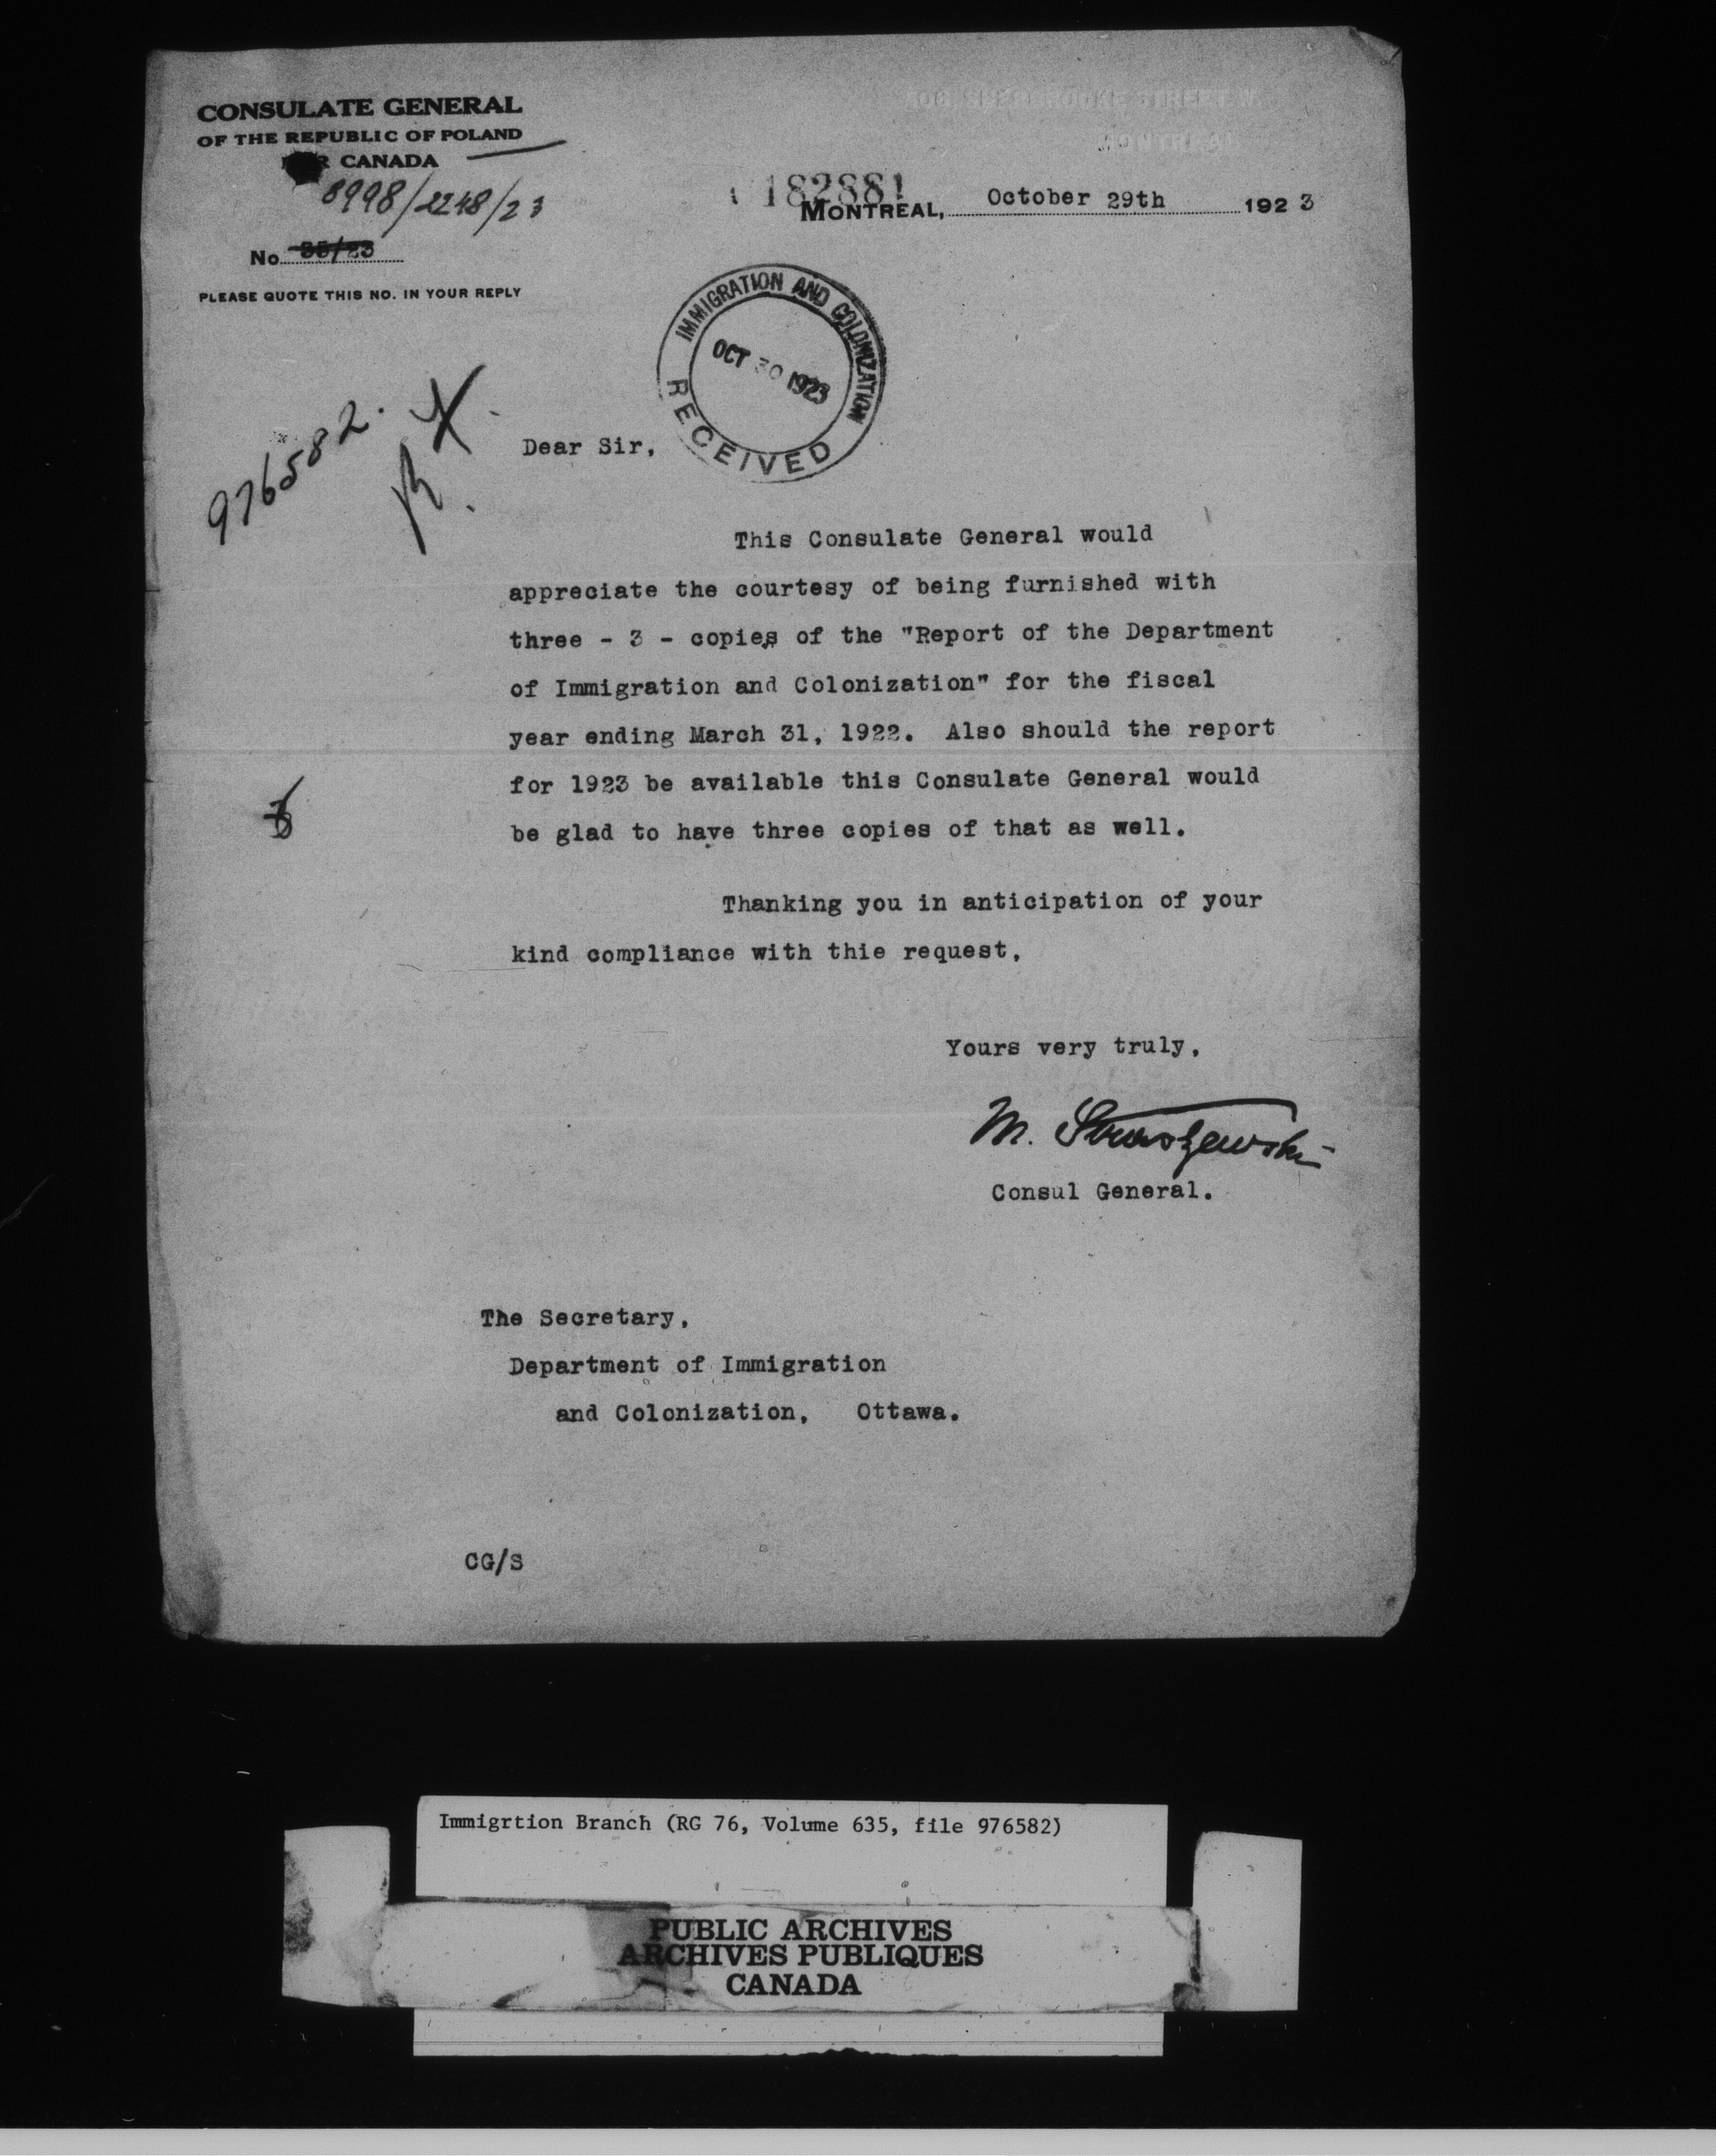 CONSULATE GENERAL
OF THE REPUBLIC OF POLAND
CANADA
8998/2248/23
182881
MONTREAL, October 29th 1923
No. 35/23
PLEASE QUOTE THIS NO. IN YOUR REPLY
IMMIGRATION AND COLONIZATION
OCT 30 1923
RECEIVED
976582.
Dear Sir,
This Consulate General would
appreciate the courtesy of being furnished with
three - 3 - copies of the "Report of the Department
of Immigration and Colonization" for the fiscal
year ending March 31, 1922. Also should the report
for 1923 be available this Consulate General would
be glad to have three copies of that as well.
Thanking you in anticipation of your
kind compliance with thie request,
Yours very truly,
M. Straszewski
Consul General.
The Secretary,
Department of Immigration
and Colonization, Ottawa.
CG/S
Immigrtion Branch (RG 76, Volume 635, file 976582)
PUBLIC ARCHIVES
ARCHIVES PUBLIQUES
CANADA